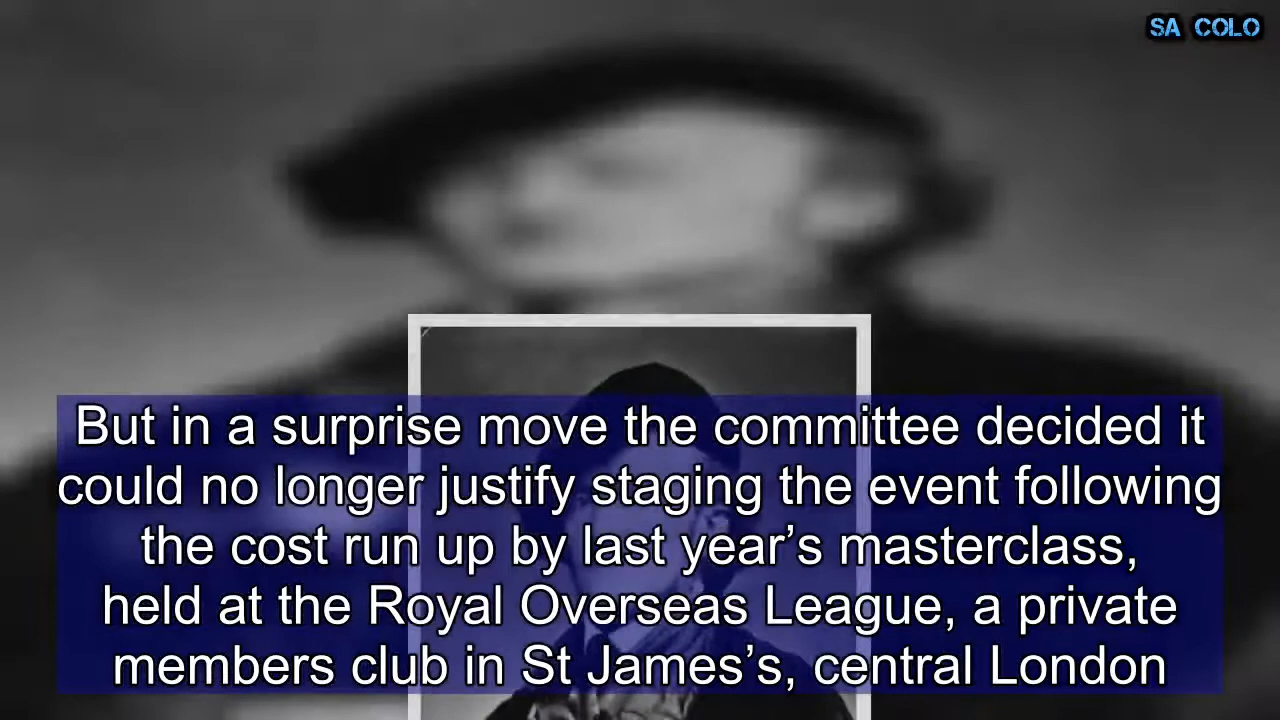 SA COLO
But in a surprise move the committee decided it
could no longer justify staging the event following
the cost run up by last year’s masterclass,
held at the Royal Overseas League, a private
members club in St James’s, central London